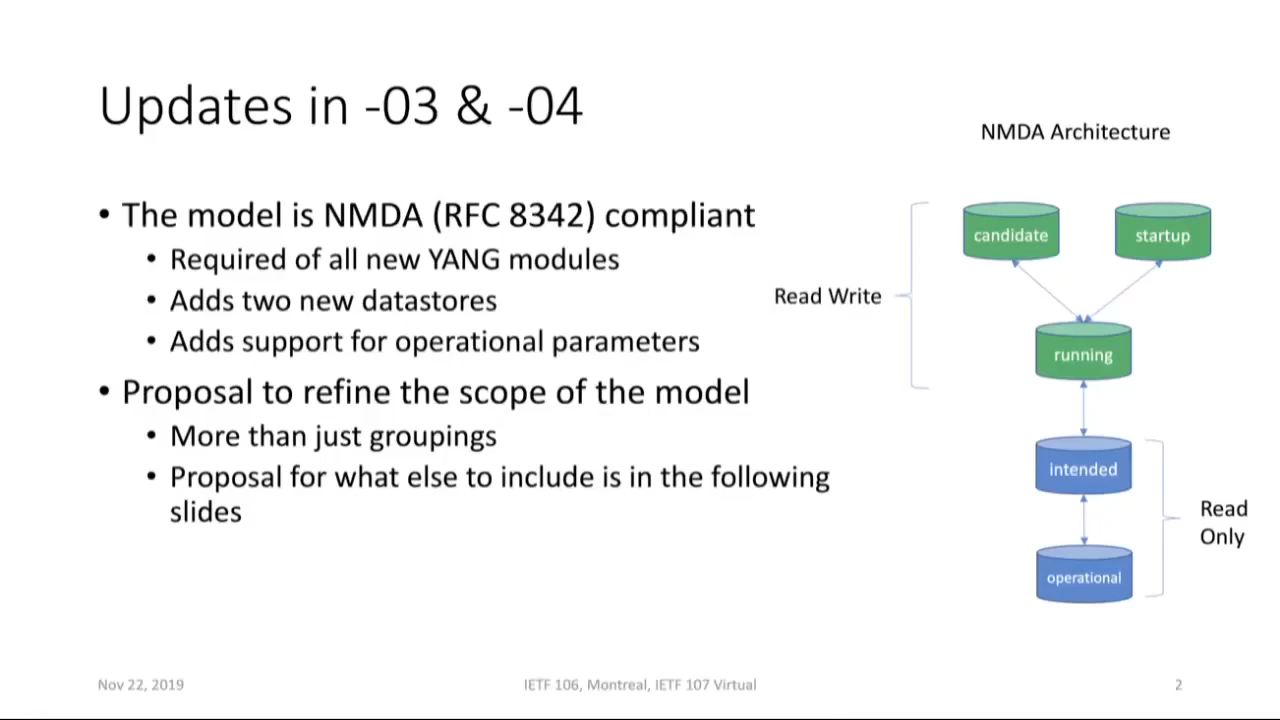 Updates in -03 & -04
• The model is NMDA (RFC 8342) compliant
• Required of all new YANG modules
• Adds two new datastores
• Adds support for operational parameters
• Proposal to refine the scope of the model
• More than just groupings
• Proposal for what else to include is in the following
slides
NMDA Architecture
candidate
startup
Read Write
running
intended
Read
Only
operational
Nov 22, 2019
IETF 106, Montreal, IETF 107 Virtual
2